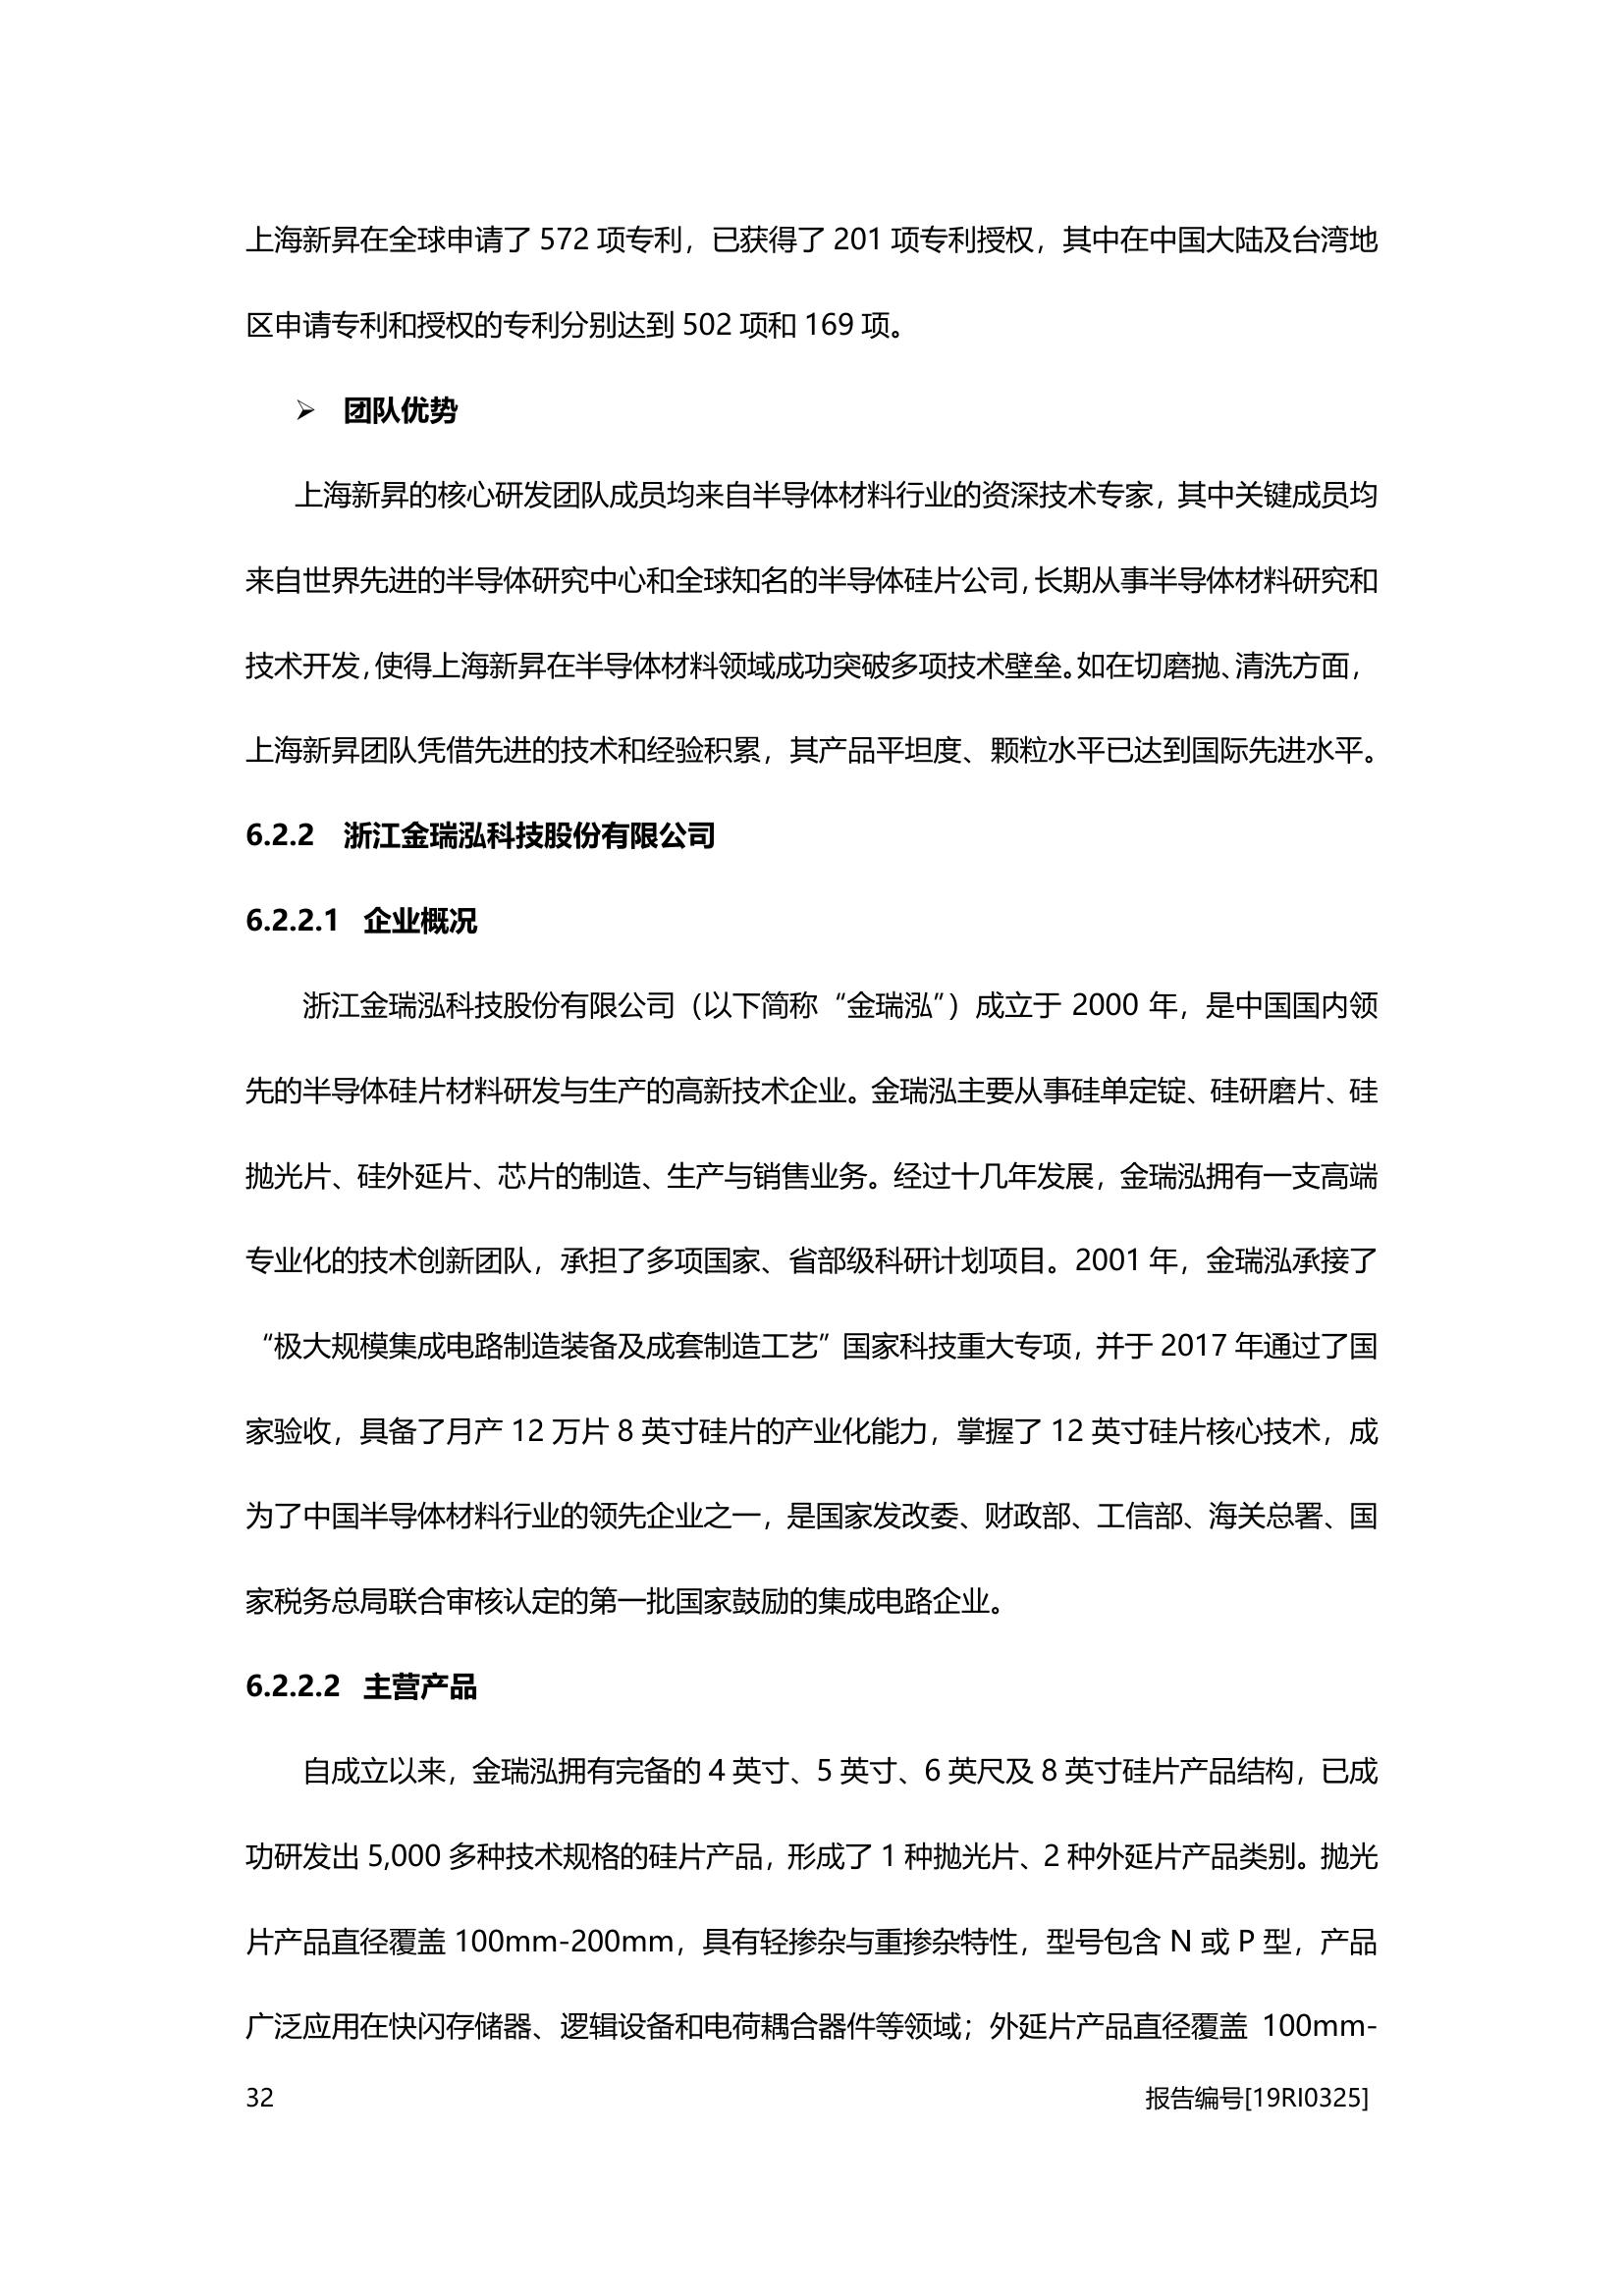 上海新昇在全球申请了 572 项专利，已获得了 201 项专利授权，其中在中国大陆及台湾地
区申请专利和授权的专利分别达到 502 项和 169 项。
➢ 团队优势
上海新昇的核心研发团队成员均来自半导体材料行业的资深技术专家，其中关键成员均
来自世界先进的半导体研究中心和全球知名的半导体硅片公司，长期从事半导体材料研究和
技术开发，使得上海新昇在半导体材料领域成功突破多项技术壁垒。如在切磨抛、清洗方面，
上海新昇团队凭借先进的技术和经验积累，其产品平坦度、颗粒水平已达到国际先进水平。
6.2.2 浙江金瑞泓科技股份有限公司
6.2.2.1 企业概况
浙江金瑞泓科技股份有限公司（以下简称“金瑞泓”）成立于 2000 年，是中国国内领
先的半导体硅片材料研发与生产的高新技术企业。金瑞泓主要从事硅单定锭、硅研磨片、硅
抛光片、硅外延片、芯片的制造、生产与销售业务。经过十几年发展，金瑞泓拥有一支高端
专业化的技术创新团队，承担了多项国家、省部级科研计划项目。2001 年，金瑞泓承接了
“极大规模集成电路制造装备及成套制造工艺”国家科技重大专项，并于 2017 年通过了国
家验收，具备了月产 12 万片 8 英寸硅片的产业化能力，掌握了 12 英寸硅片核心技术，成
为了中国半导体材料行业的领先企业之一，是国家发改委、财政部、工信部、海关总署、国
家税务总局联合审核认定的第一批国家鼓励的集成电路企业。
6.2.2.2 主营产品
自成立以来，金瑞泓拥有完备的 4 英寸、5 英寸、6 英尺及 8 英寸硅片产品结构，已成
功研发出 5,000 多种技术规格的硅片产品，形成了 1 种抛光片、2 种外延片产品类别。抛光
片产品直径覆盖 100mm-200mm，具有轻掺杂与重掺杂特性，型号包含 N 或 P 型，产品
广泛应用在快闪存储器、逻辑设备和电荷耦合器件等领域；外延片产品直径覆盖 100mm-
32 报告编号[19RI0325]